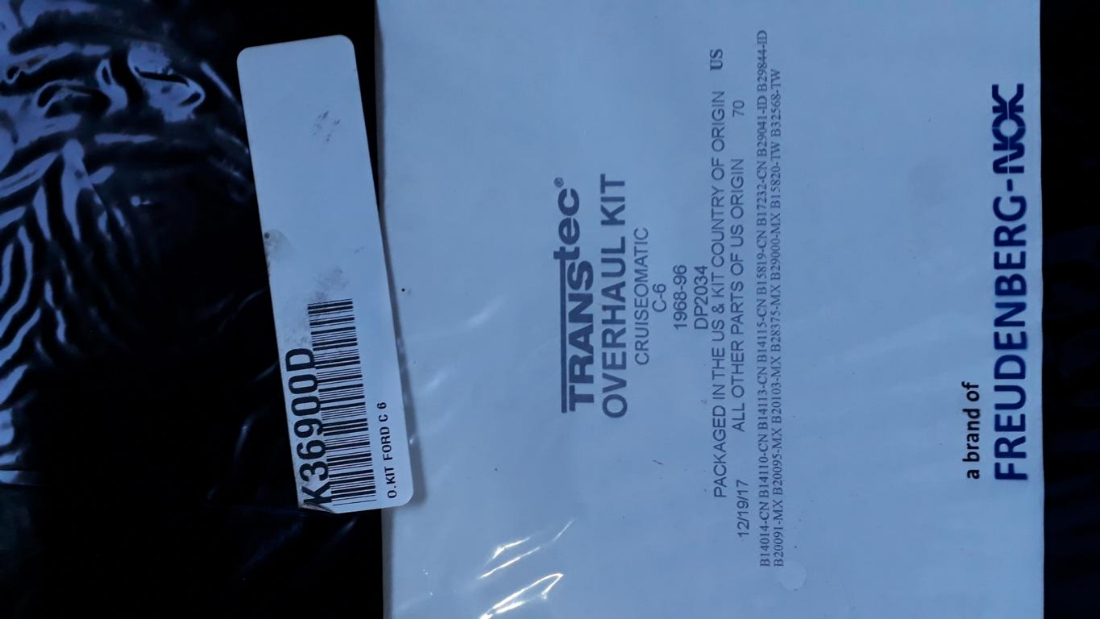 K36900D
O.KIT FORD C 6
TRANStec®
OVERHAUL KIT
CRUISEOMATIC
C-6
1968-96
DP2034
PACKAGED IN THE US & KIT COUNTRY OF ORIGIN US
12/19/17 ALL OTHER PARTS OF US ORIGIN 70
B14014-CN B14110-CN B14113-CN B14115-CN B15819-CN B17232-CN B29041-ID B29844-ID
B20091-MX B20095-MX B20103-MX B28375-MX B29000-MX B15820-TW B32568-TW
a brand of
FREUDENBERG-NOK